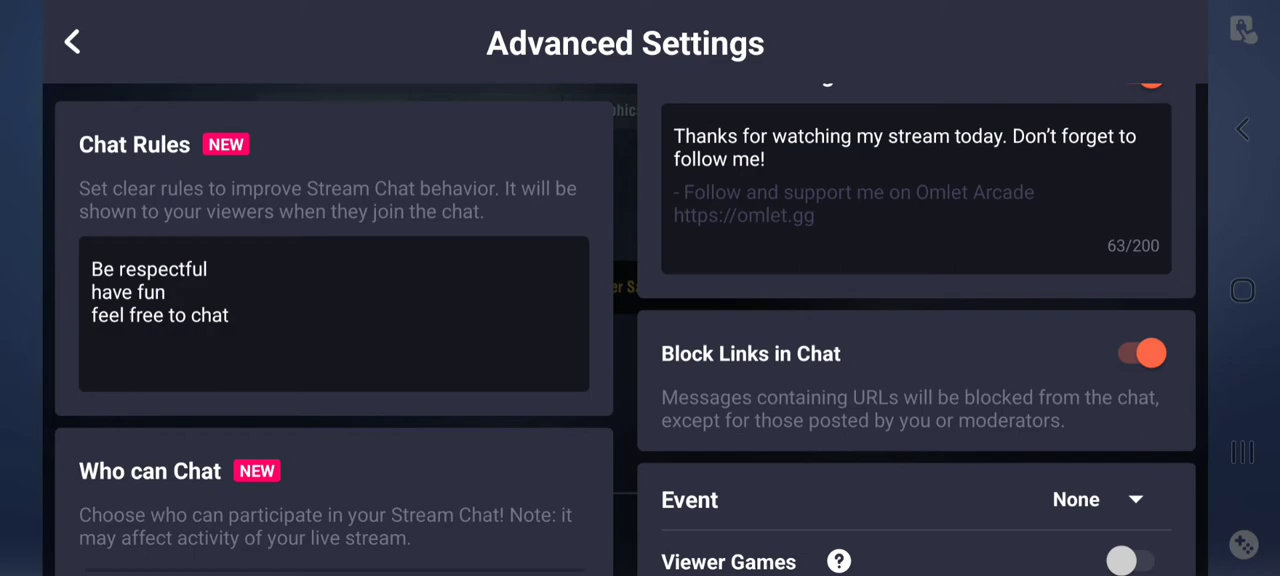 Advanced Settings
Chat Rules NEW
Set clear rules to improve Stream Chat behavior. It will be
shown to your viewers when they join the chat.
Be respectful
have fun
feel free to chat
Who can Chat NEW
Choose who can participate in your Stream Chat! Note: it
may affect activity of your live stream.
Thanks for watching my stream today. Don’t forget to
follow me!
- Follow and support me on Omlet Arcade
https://omlet.gg
63/200
Block Links in Chat
Messages containing URLs will be blocked from the chat,
except for those posted by you or moderators.
Event None
Viewer Games ?